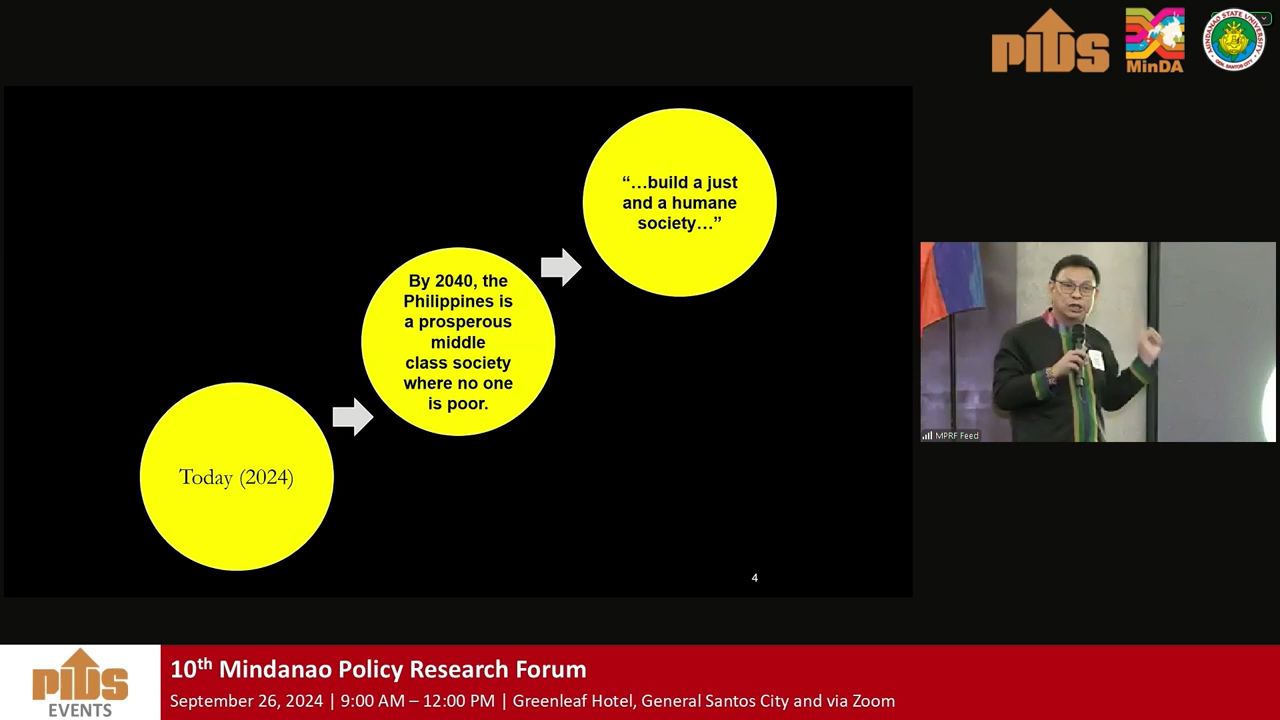 PIDS
MinDA
MINDANAO STATE UNIVERSITY
GEN. SANTOS CITY
“…build a just
and a humane
society…”
By 2040, the
Philippines is
a prosperous
middle
class society
where no one
is poor.
Today (2024)
4
MPRF Feed
PIDS
EVENTS
10th Mindanao Policy Research Forum
September 26, 2024 | 9:00 AM – 12:00 PM | Greenleaf Hotel, General Santos City and via Zoom